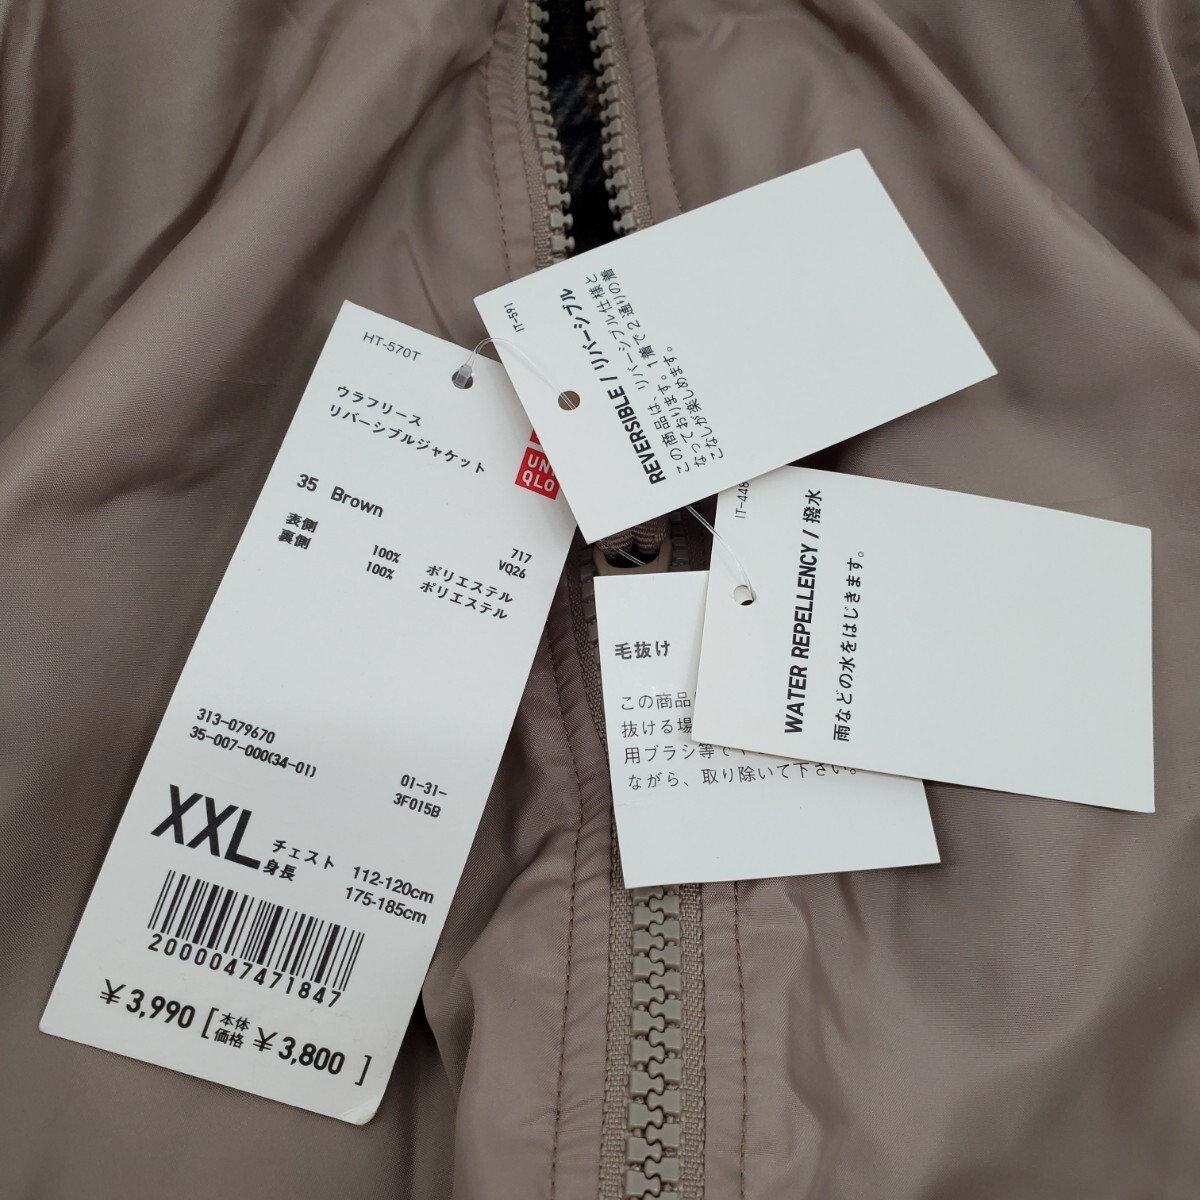 HT-570T
ウラフリース
リバーシブルジャケット
UNI
QLO
35 Brown
717
VQ26
表側 100% ポリエステル
裏側 100% ポリエステル
313-079670
35-007-000(34-01)
01-31-
3F015B
XXL
チェスト 112-120cm
身長 175-185cm
2000047471847
¥3,990 [本体価格 ¥3,800 ]
IT-591
REVERSIBLE / リバーシブル
この商品は、リバーシブル仕様と
なっております。1着で2通りの着
こなしが楽しめます。
IT-448
WATER REPELLENCY / 撥水
雨などの水をはじきます。
毛抜け
この商品
抜ける場
用ブラシ等で
ながら、取り除いて下さい。